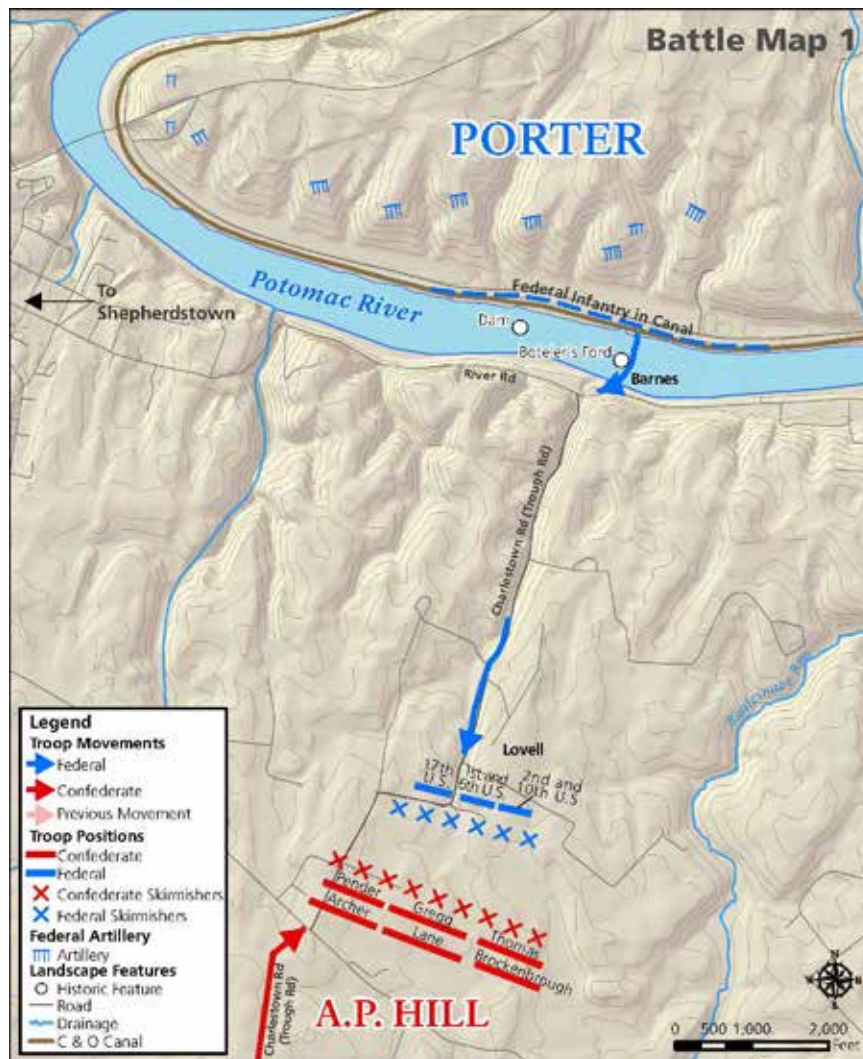 Battle Map 1
PORTER
To
Shepherdstown
Potomac River
Federal Infantry in Canal
Dam
Boteler's Ford
Barnes
River Rd
Charlestown Rd (Trough Rd)
Lovell
17th
U.S.
1st and
6th U.S.
2nd and
10th U.S
Pender
Gregg
Thomas
Archer
Lane
Brockenbrough
Charlestown Rd
(Trough Rd)
A.P. HILL
Legend
Troop Movements
Federal
Confederate
Previous Movement
Troop Positions
Confederate
Federal
Confederate Skirmishers
Federal Skirmishers
Federal Artillery
Artillery
Landscape Features
Historic Feature
Road
Drainage
C & O Canal
N
0 500 1,000 2,000
Feet